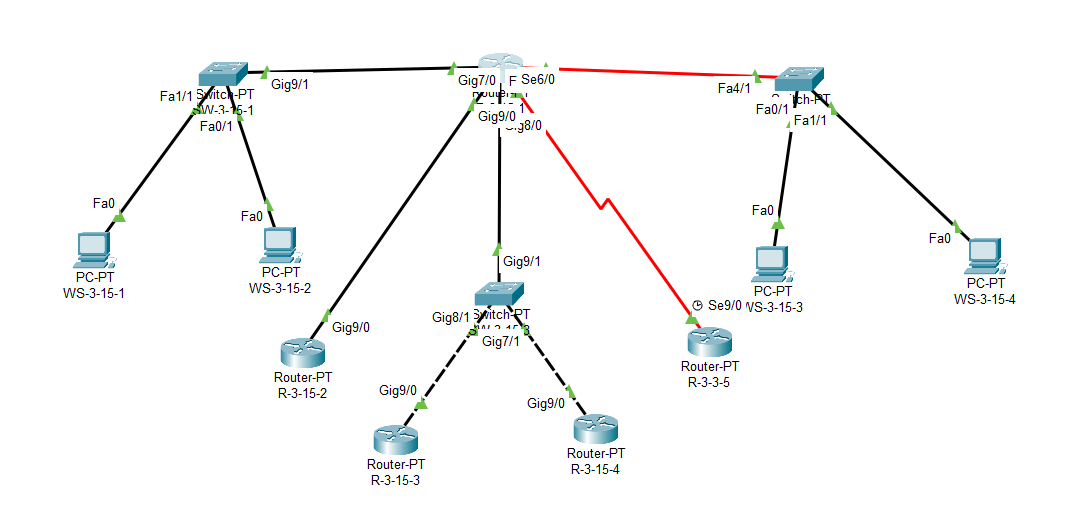 Gig7/0
Se6/0
Gig9/1
Fa1/1
Switch-PT
Fa0/1
Gig9/0
Fa4/1
Fa0/1
Fa1/1
Fa0
Fa0
Fa0
Fa0
PC-PT
WS-3-15-1
PC-PT
WS-3-15-2
PC-PT
WS-3-15-3
PC-PT
WS-3-15-4
Gig9/1
Se9/0
Gig8/1
Switch-PT
Gig7/1
Gig9/0
Router-PT
R-3-15-2
Router-PT
R-3-3-5
Gig9/0
Gig9/0
Router-PT
R-3-15-3
Router-PT
R-3-15-4